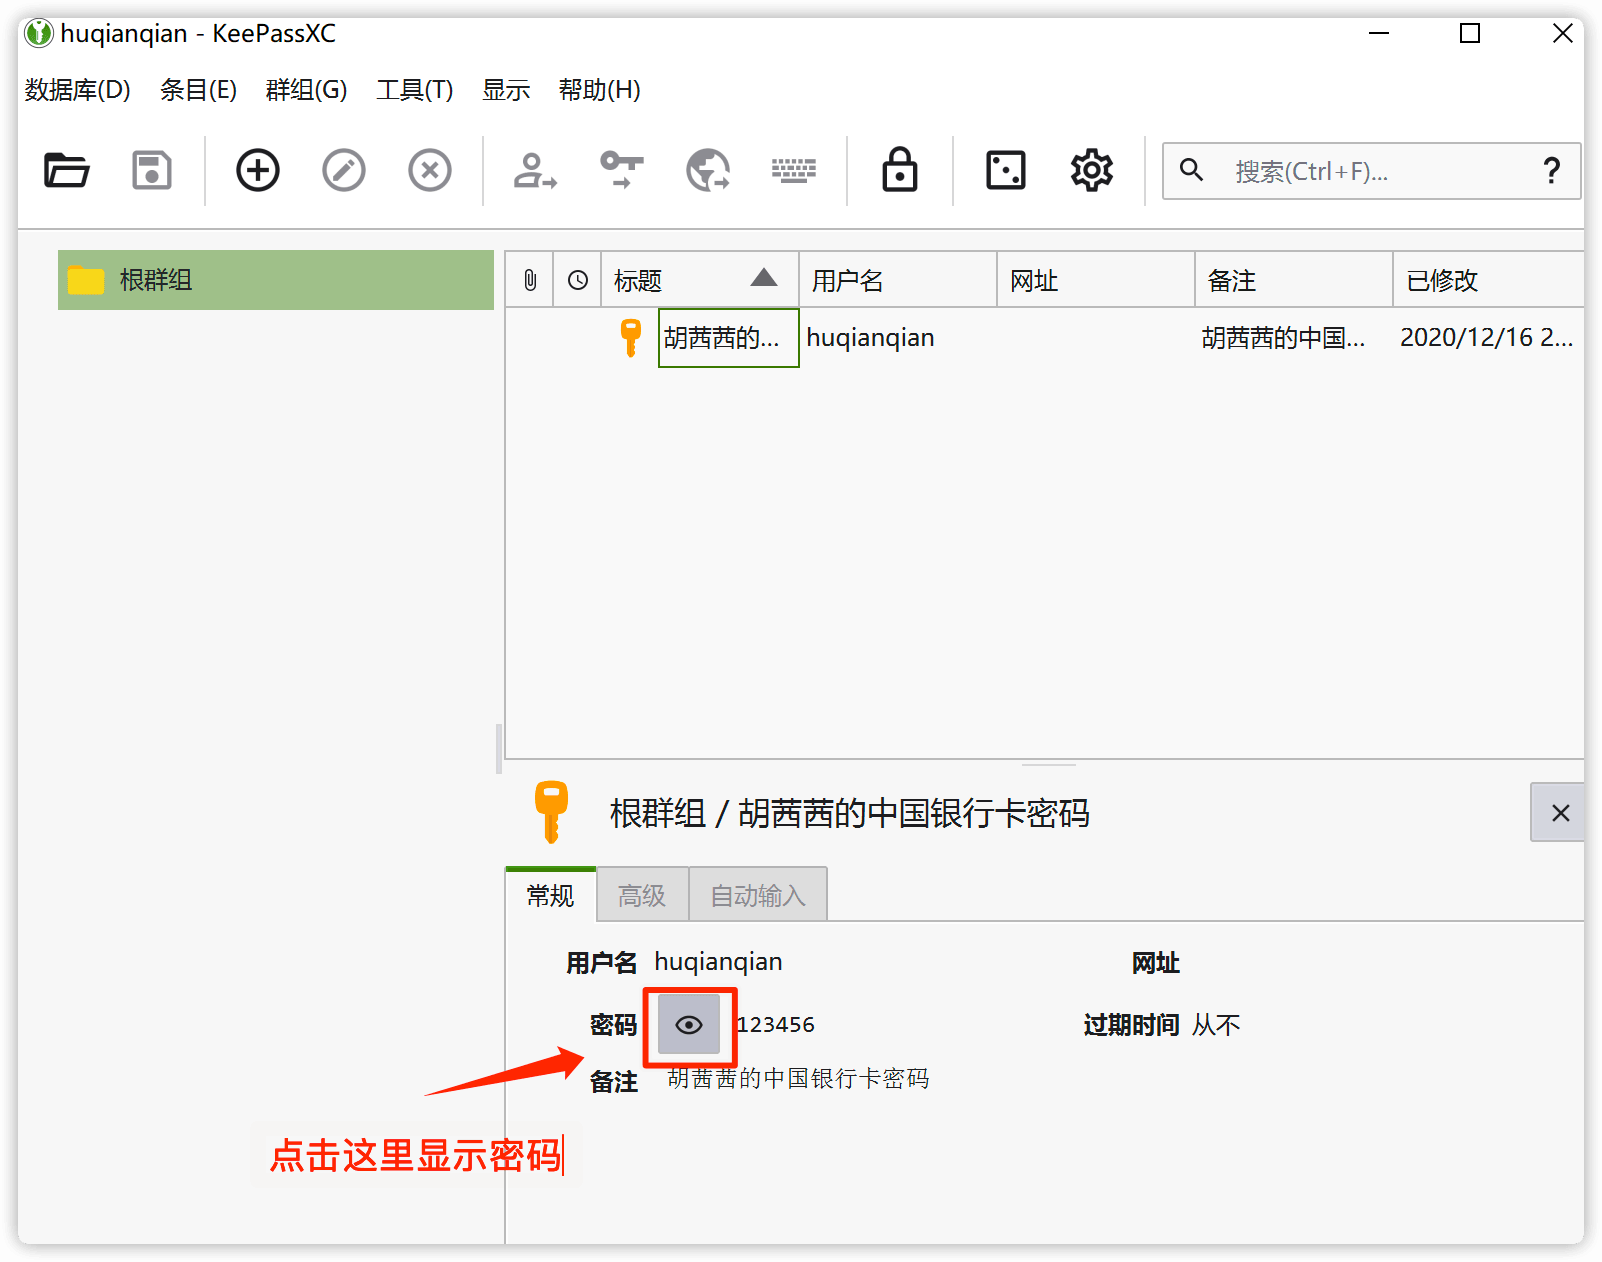 huqianqian - KeePassXC
数据库(D) 条目(E) 群组(G) 工具(T) 显示 帮助(H)
搜索(Ctrl+F)... ?
根群组
标题 用户名 网址 备注 已修改
胡茜茜的... huqianqian 胡茜茜的中国... 2020/12/16 2...
根群组 / 胡茜茜的中国银行卡密码
常规 高级 自动输入
用户名 huqianqian 网址
密码 123456 过期时间 从不
备注 胡茜茜的中国银行卡密码
点击这里显示密码